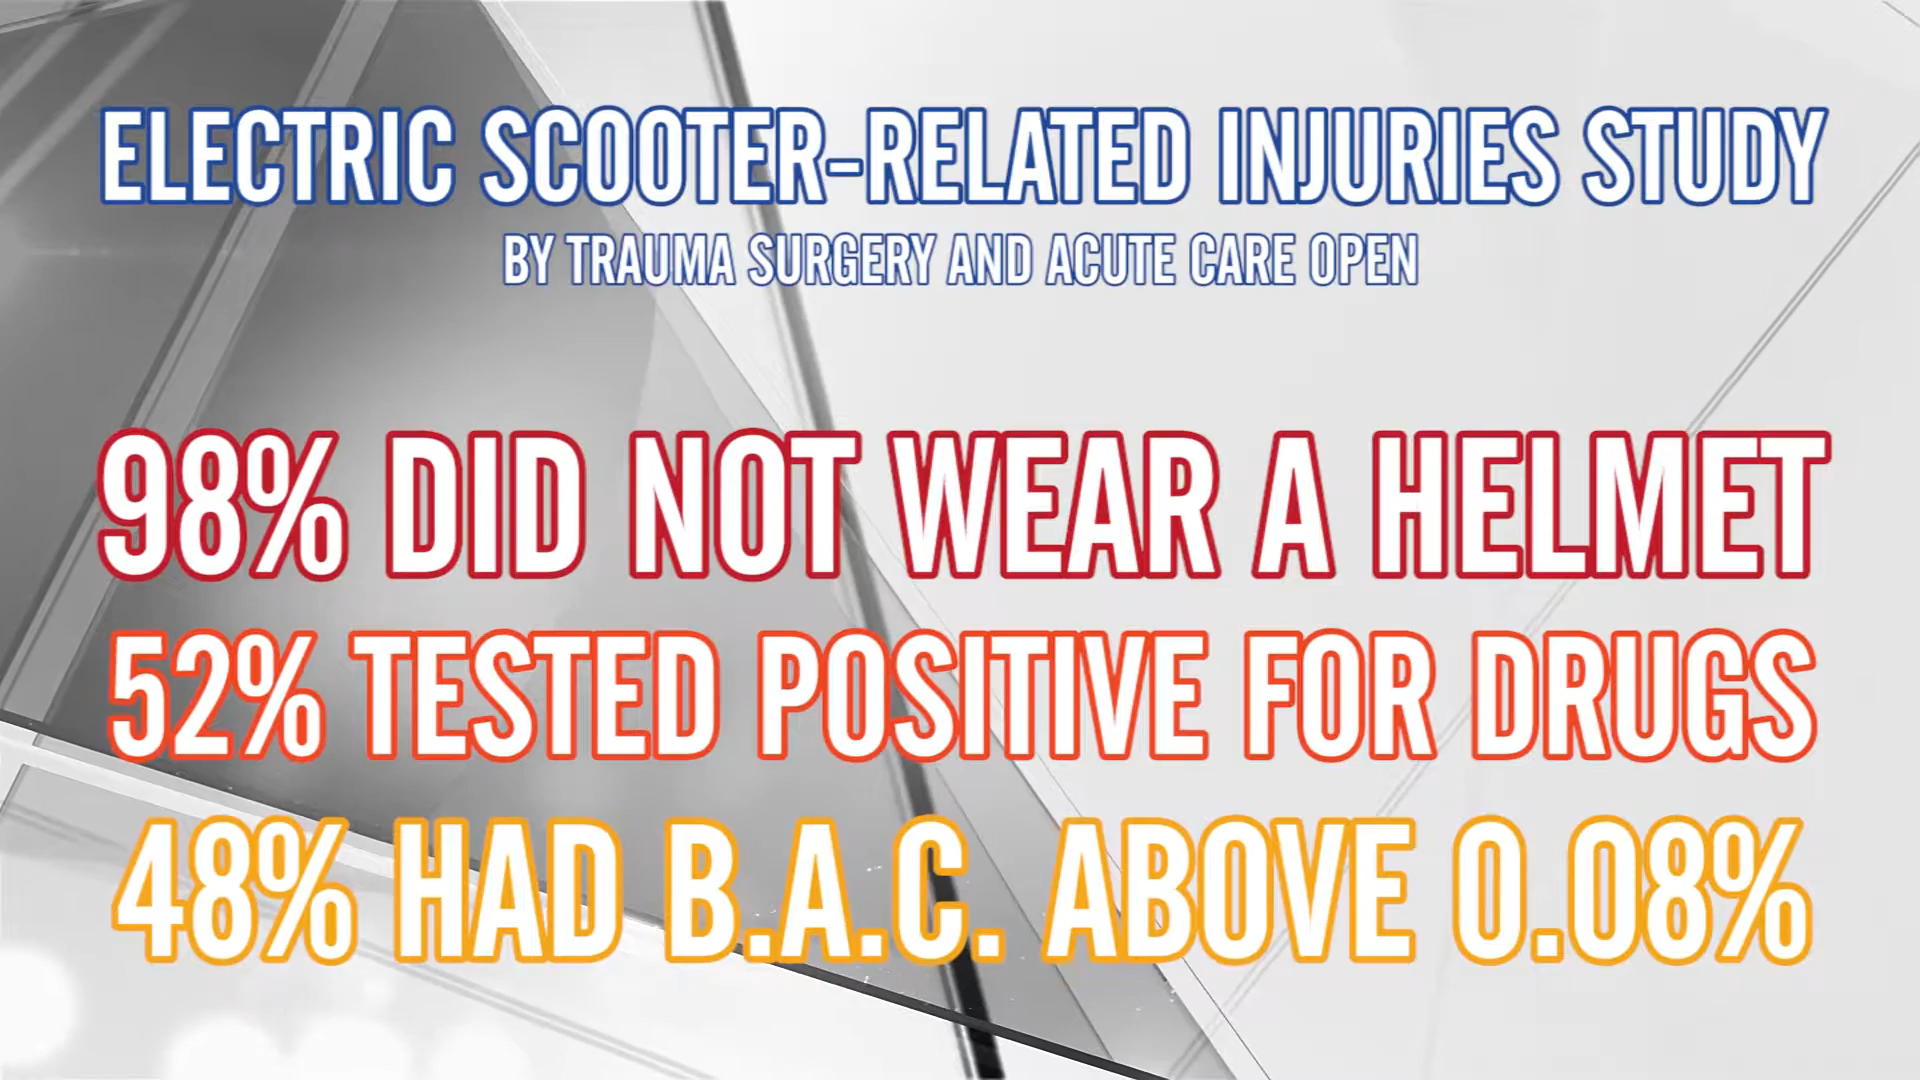 ELECTRIC SCOOTER-RELATED INJURIES STUDY
BY TRAUMA SURGERY AND ACUTE CARE OPEN
98% DID NOT WEAR A HELMET
52% TESTED POSITIVE FOR DRUGS
48% HAD B.A.C. ABOVE 0.08%